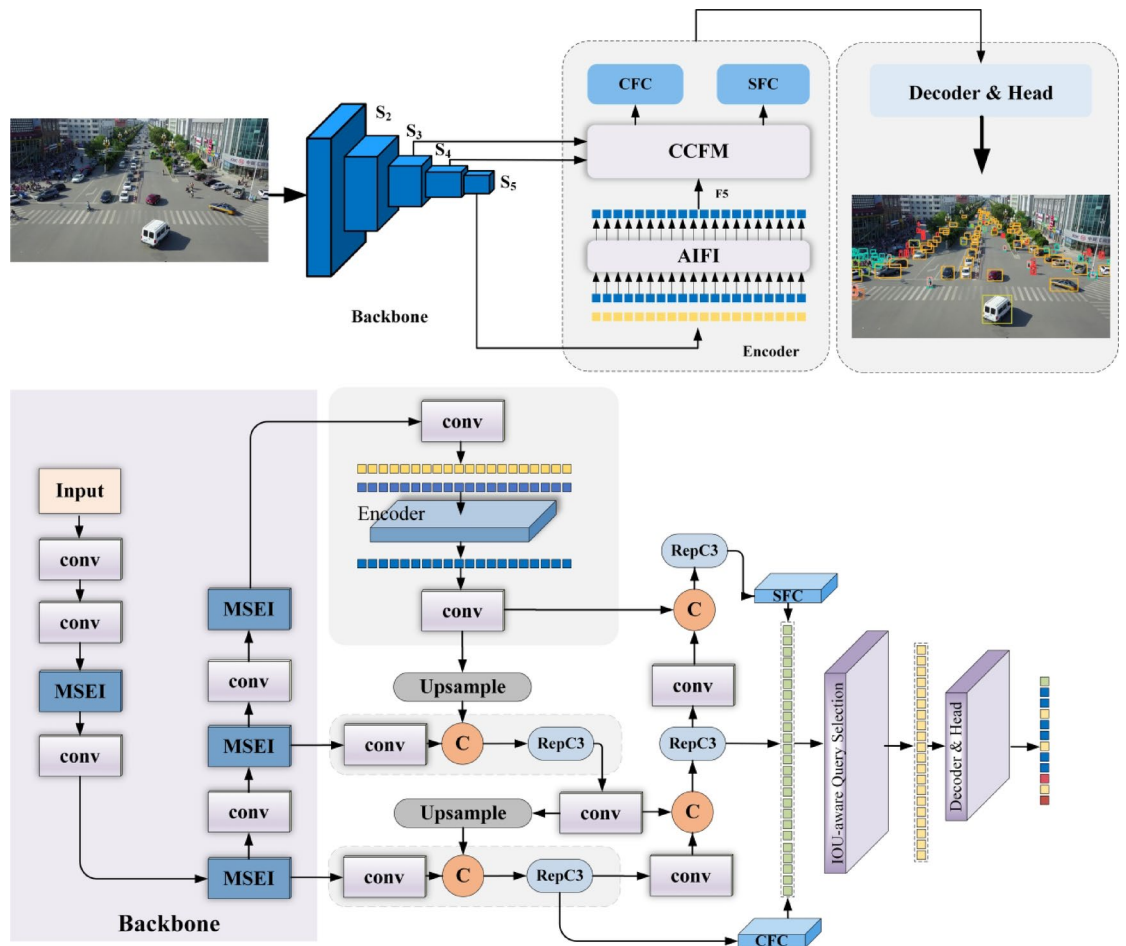 S2
S3
S4
S5
Backbone
CFC
SFC
CCFM
F5
AIFI
Encoder
Decoder & Head
Input
conv
conv
MSEI
conv
MSEI
conv
MSEI
conv
MSEI
Backbone
conv
Encoder
conv
Upsample
conv
C
RepC3
Upsample
conv
conv
C
RepC3
conv
C
RepC3
conv
C
RepC3
SFC
CFC
IOU-aware Query Selection
Decoder & Head